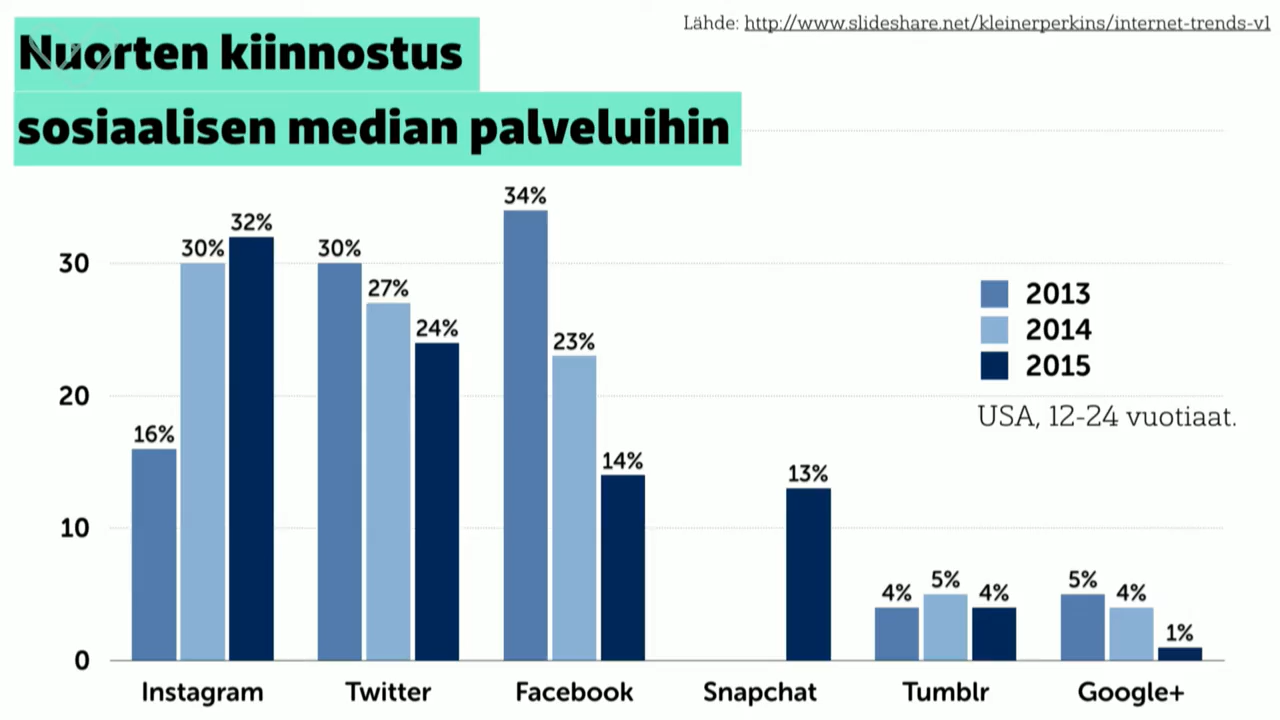 Lähde: http://www.slideshare.net/kleinerperkins/internet-trends-v1
Nuorten kiinnostus
sosiaalisen median palveluihin
34%
30% 32% 30%
27%
24% 23%
16% 14% 13%
4% 5% 4% 5% 4% 1%
30
20
10
0
2013
2014
2015
USA, 12-24 vuotiaat.
Instagram Twitter Facebook Snapchat Tumblr Google+